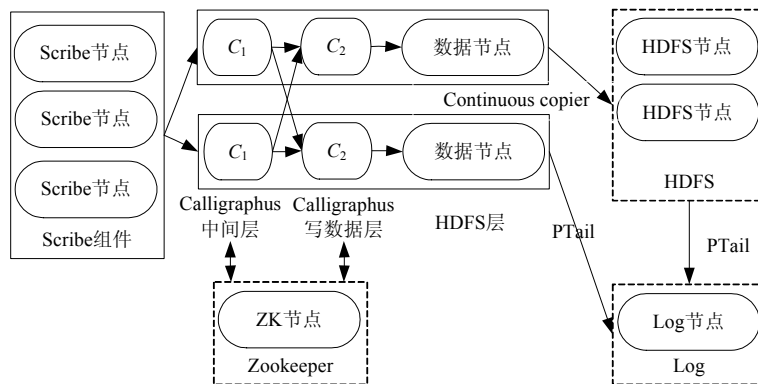 Scribe节点
Scribe节点
Scribe节点
Scribe组件
C1
C2
数据节点
Continuous copier
C1
C2
数据节点
Calligraphus
中间层
Calligraphus
写数据层
HDFS层
PTail
HDFS节点
HDFS节点
HDFS
PTail
ZK节点
Zookeeper
Log节点
Log